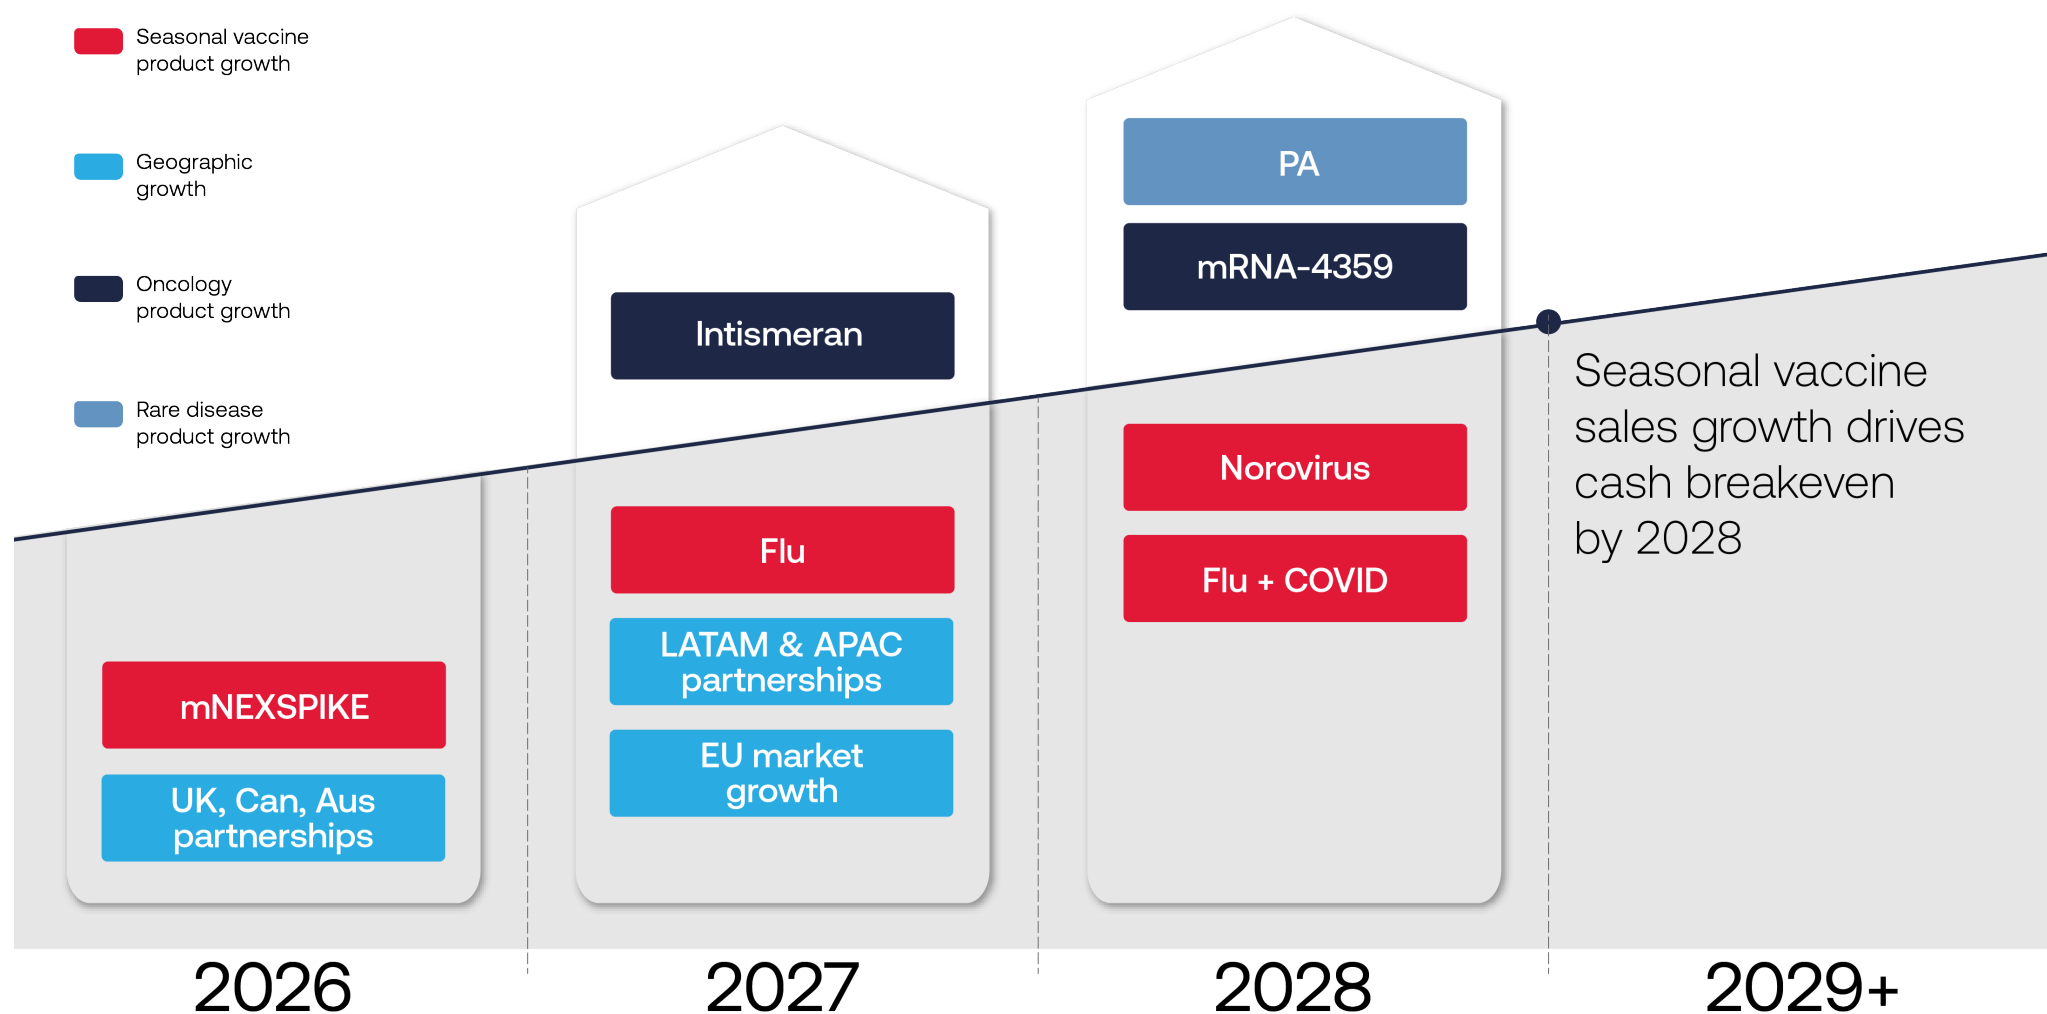 Seasonal vaccine
product growth
Geographic
growth
Oncology
product growth
Rare disease
product growth
mNEXSPIKE
UK, Can, Aus
partnerships
Intismeran
Flu
LATAM & APAC
partnerships
EU market
growth
PA
mRNA-4359
Norovirus
Flu + COVID
Seasonal vaccine
sales growth drives
cash breakeven
by 2028
2026
2027
2028
2029+